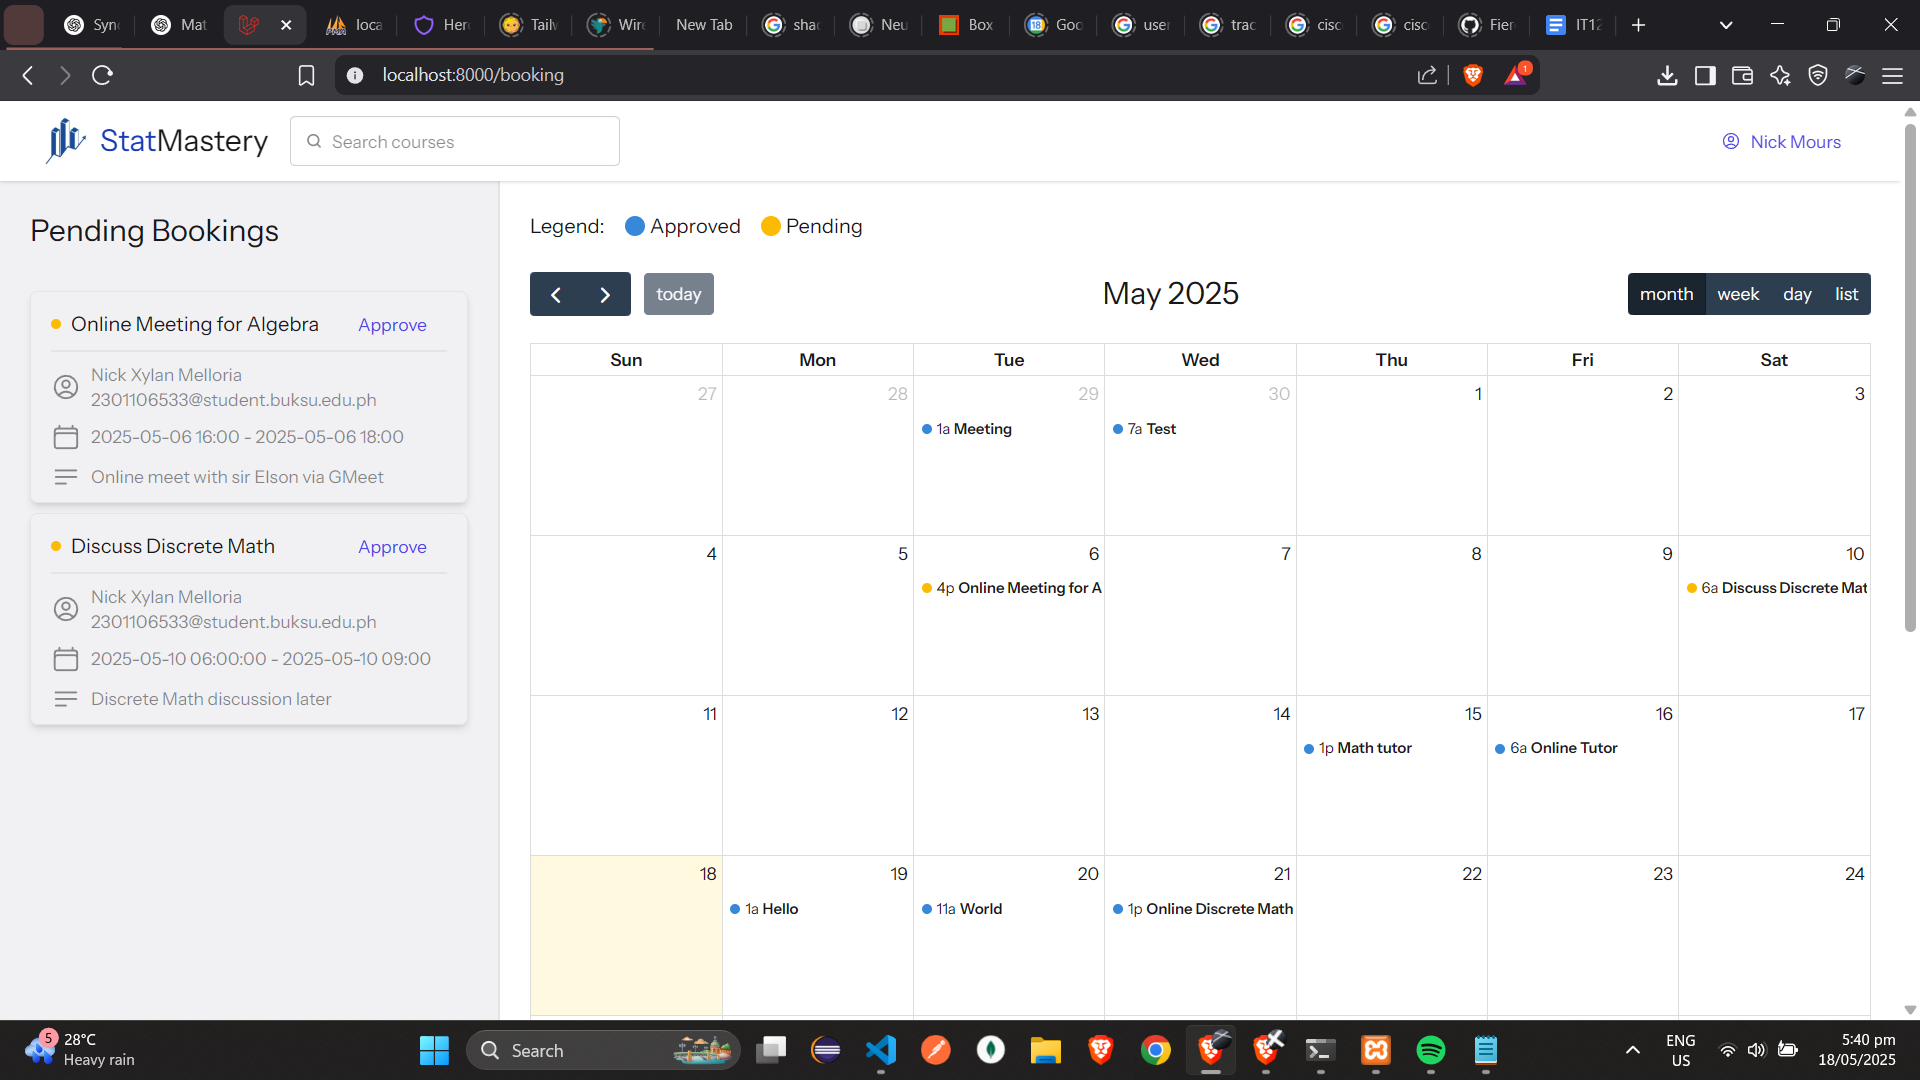 Sync
Mat
loca
Her
Tailw
Wire
New Tab
shad
Neu
Box
Goo
user
trac
cisc
cisc
Fier
IT12
localhost:8000/booking
1
StatMastery
Search courses
Nick Mours
Pending Bookings
Online Meeting for Algebra
Approve
Nick Xylan Melloria
2301106533@student.buksu.edu.ph
2025-05-06 16:00 - 2025-05-06 18:00
Online meet with sir Elson via GMeet
Discuss Discrete Math
Approve
Nick Xylan Melloria
2301106533@student.buksu.edu.ph
2025-05-10 06:00:00 - 2025-05-10 09:00
Discrete Math discussion later
Legend: Approved Pending
today
May 2025
month week day list
Sun Mon Tue Wed Thu Fri Sat
27 28 29 30 1 2 3
1a Meeting
7a Test
4 5 6 7 8 9 10
4p Online Meeting for A
6a Discuss Discrete Mat
11 12 13 14 15 16 17
1p Math tutor
6a Online Tutor
18 19 20 21 22 23 24
1a Hello
11a World
1p Online Discrete Math
5
28°C
Heavy rain
Search
ENG
US
5:40 pm
18/05/2025